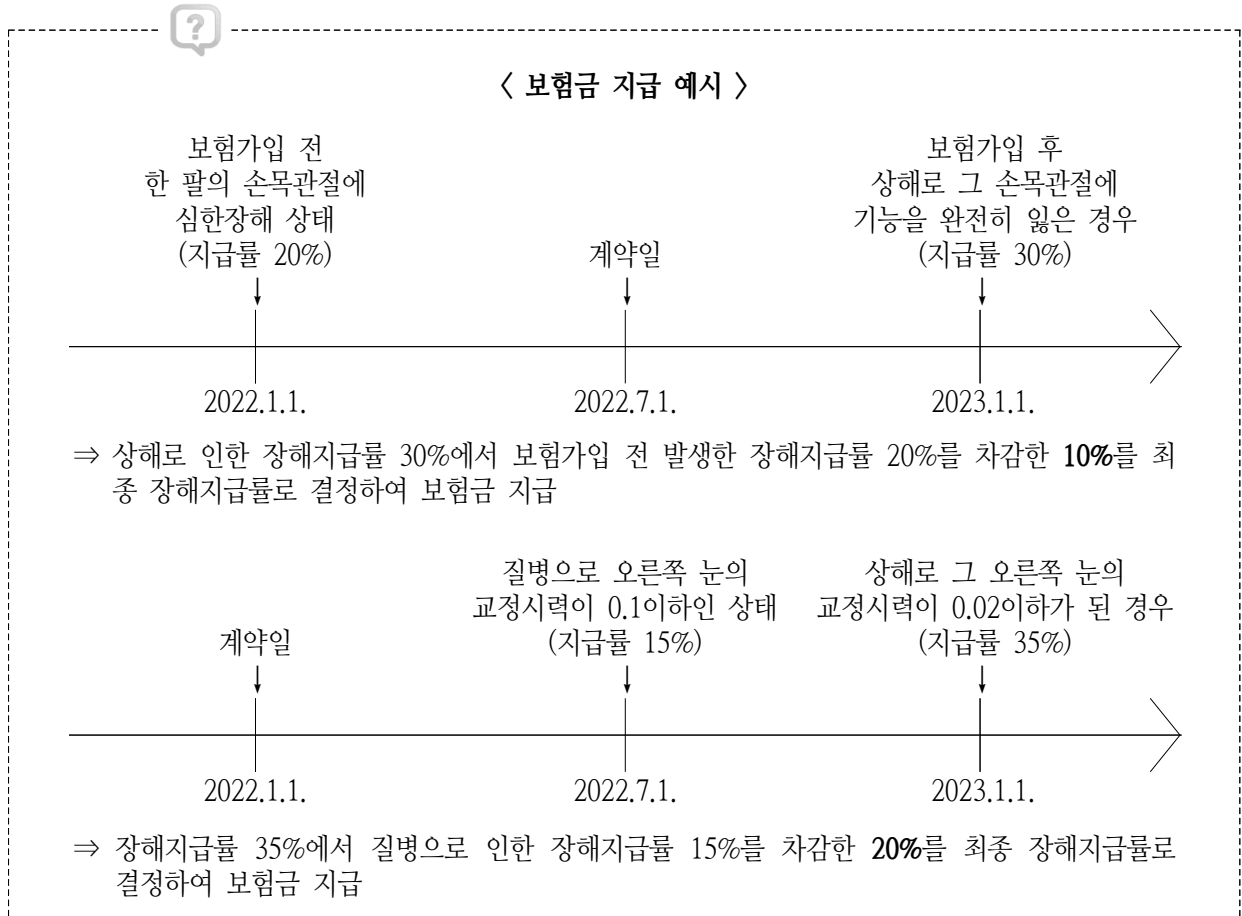 ?
〈 보험금 지급 예시 〉
보험가입 전
한 팔의 손목관절에
심한장해 상태
(지급률 20%)
계약일
보험가입 후
상해로 그 손목관절에
기능을 완전히 잃은 경우
(지급률 30%)
2022.1.1.
2022.7.1.
2023.1.1.
⇒ 상해로 인한 장해지급률 30%에서 보험가입 전 발생한 장해지급률 20%를 차감한 10%를 최
종 장해지급률로 결정하여 보험금 지급
계약일
질병으로 오른쪽 눈의
교정시력이 0.1이하인 상태
(지급률 15%)
상해로 그 오른쪽 눈의
교정시력이 0.02이하가 된 경우
(지급률 35%)
2022.1.1.
2022.7.1.
2023.1.1.
⇒ 장해지급률 35%에서 질병으로 인한 장해지급률 15%를 차감한 20%를 최종 장해지급률로
결정하여 보험금 지급